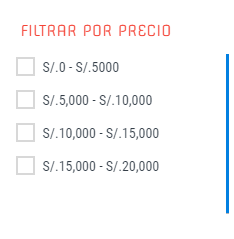 FILTRAR POR PRECIO
S/.0 - S/.5000
S/.5,000 - S/.10,000
S/.10,000 - S/.15,000
S/.15,000 - S/.20,000